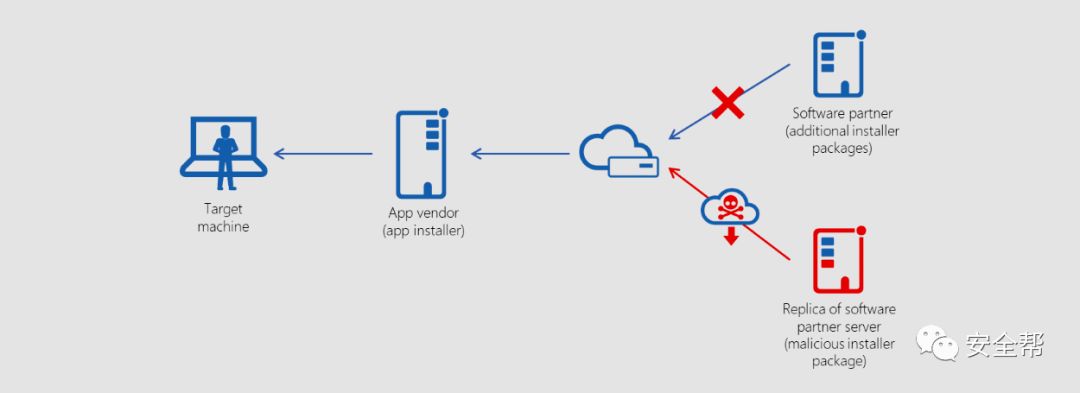 Software partner
(additional installer
packages)
Target
machine
App vendor
(app installer)
Replica of software
partner server
(malicious installer
package)
安全帮